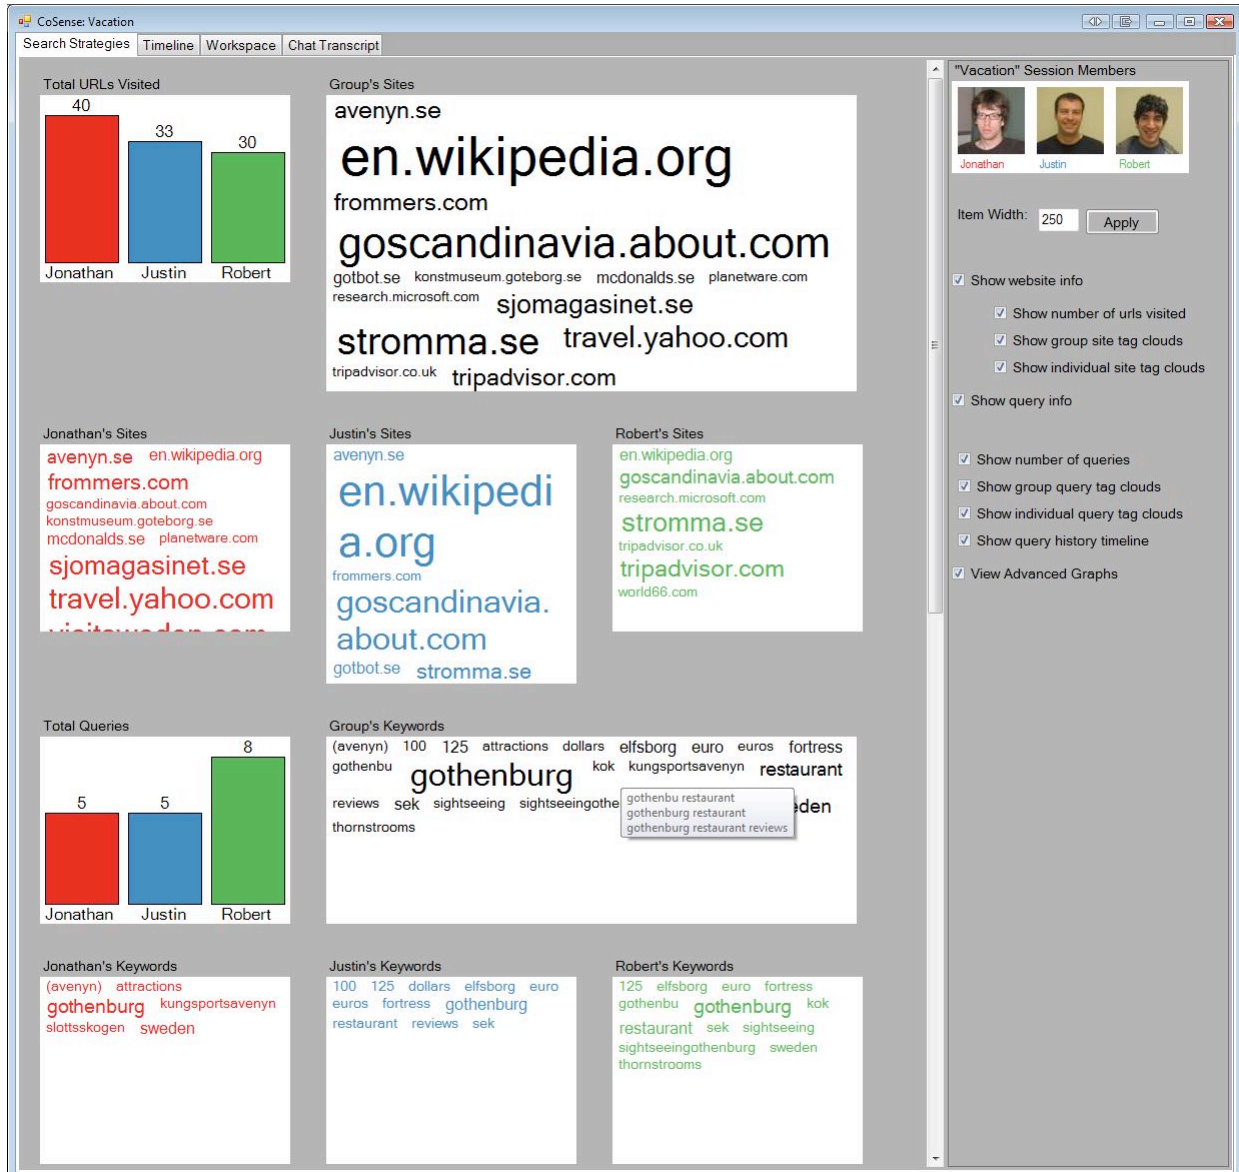 CoSense: Vacation
Search Strategies Timeline Workspace Chat Transcript
Total URLs Visited
40
33
30
Jonathan Justin Robert
Group's Sites
avenyn.se
en.wikipedia.org
frommers.com
goscandinavia.about.com
gotbot.se konstmuseum.goteborg.se mcdonalds.se planetware.com
research.microsoft.com sjomagasinet.se
stromma.se travel.yahoo.com
tripadvisor.co.uk tripadvisor.com
Jonathan's Sites
avenyn.se en.wikipedia.org
frommers.com
goscandinavia.about.com
konstmuseum.goteborg.se
mcdonalds.se planetware.com
sjomagasinet.se
travel.yahoo.com
visitsweden.com
Justin's Sites
avenyn.se
en.wikipedi
a.org
frommers.com
goscandinavia.
about.com
gotbot.se stromma.se
Robert's Sites
en.wikipedia.org
goscandinavia.about.com
research.microsoft.com
stromma.se
tripadvisor.co.uk
tripadvisor.com
world66.com
Total Queries
8
5
5
Jonathan Justin Robert
Group's Keywords
(avenyn) 100 125 attractions dollars elfsborg euro euros fortress
gothenbu gothenburg kok kungsportsavenyn restaurant
reviews sek sightseeing sightseeingothe eden
thornstrooms
gothenbu restaurant
gothenburg restaurant
gothenburg restaurant reviews
Jonathan's Keywords
(avenyn) attractions
gothenburg kungsportsavenyn
slottsskogen sweden
Justin's Keywords
100 125 dollars elfsborg euro
euros fortress gothenburg
restaurant reviews sek
Robert's Keywords
125 elfsborg euro fortress
gothenbu gothenburg kok
restaurant sek sightseeing
sightseeingothenburg sweden
thornstrooms
"Vacation" Session Members
Jonathan Justin Robert
Item Width: 250 Apply
Show website info
Show number of urls visited
Show group site tag clouds
Show individual site tag clouds
Show query info
Show number of queries
Show group query tag clouds
Show individual query tag clouds
Show query history timeline
View Advanced Graphs